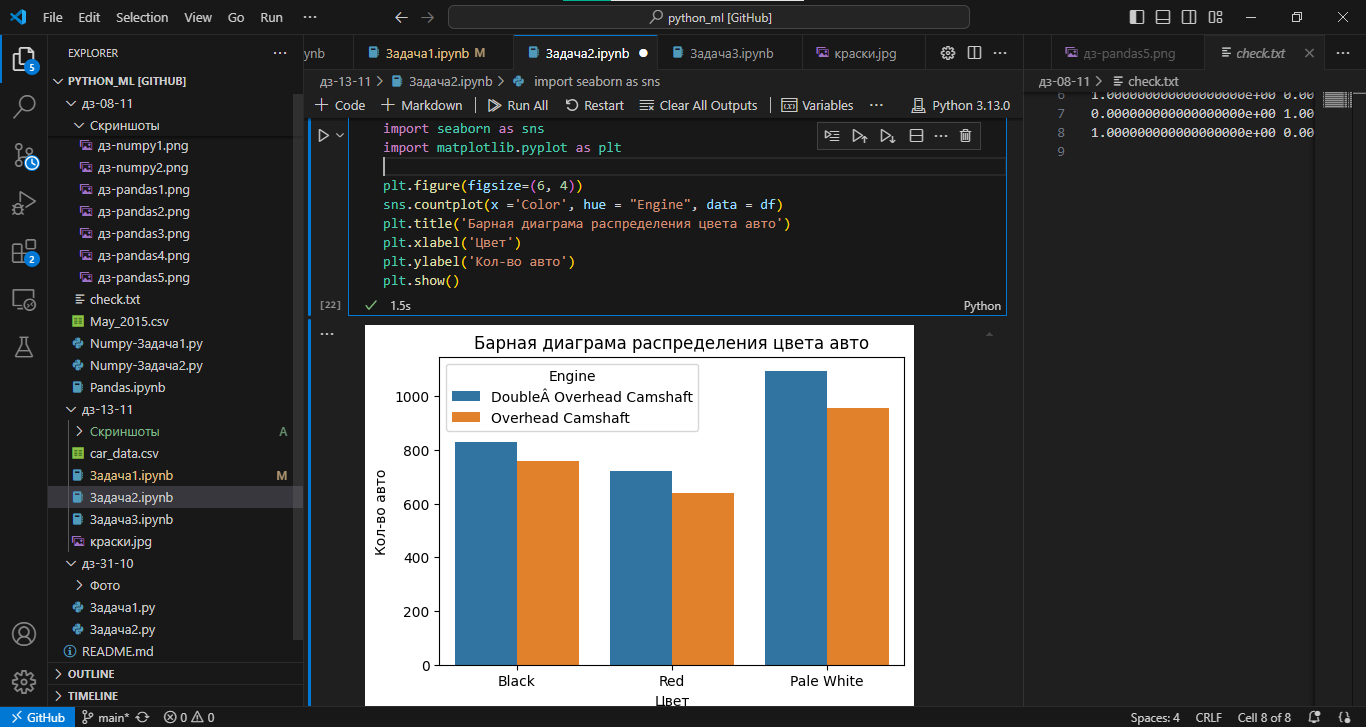 File Edit Selection View Go Run ··· python_ml [GitHub]
EXPLORER ···
PYTHON_ML [GITHUB]
дз-08-11
Скриншоты
дз-numpy1.png
дз-numpy2.png
дз-pandas1.png
дз-pandas2.png
дз-pandas3.png
дз-pandas4.png
дз-pandas5.png
check.txt
May_2015.csv
Numpy-Задача1.py
Numpy-Задача2.py
Pandas.ipynb
дз-13-11
Скриншоты A
car_data.csv
Задача1.ipynb M
Задача2.ipynb
Задача3.ipynb
краски.jpg
дз-31-10
Фото
Задача1.py
Задача2.py
README.md
OUTLINE
TIMELINE
5
2
ynb Задача1.ipynb M Задача2.ipynb Задача3.ipynb краски.jpg ···
дз-13-11 > Задача2.ipynb > import seaborn as sns
+ Code + Markdown Run All Restart Clear All Outputs Variables ··· Python 3.13.0
import seaborn as sns
import matplotlib.pyplot as plt
plt.figure(figsize=(6, 4))
sns.countplot(x ='Color', hue = "Engine", data = df)
plt.title('Барная диаграма распределения цвета авто')
plt.xlabel('Цвет')
plt.ylabel('Кол-во авто')
plt.show()
[22] 1.5s Python
Барная диаграма распределения цвета авто
Engine
DoubleÂ Overhead Camshaft
Overhead Camshaft
1000
800
600
400
200
0
Кол-во авто
Black Red Pale White
Цвет
дз-pandas5.png check.txt ···
дз-08-11 > check.txt
6 1.000000000000000000e+00 0.00
7 0.000000000000000000e+00 1.00
8 1.000000000000000000e+00 0.00
9
GitHub main* 0 0 Spaces: 4 CRLF Cell 8 of 8